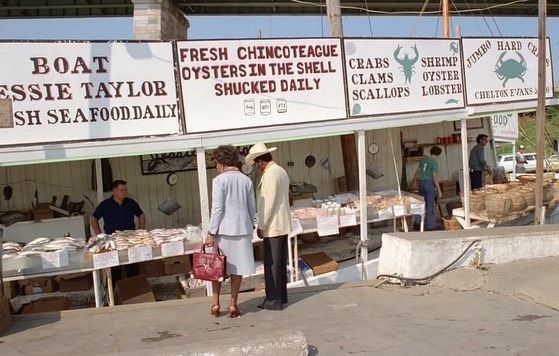 BOAT
ESSIE TAYLOR
SH SEAFOOD DAILY
FRESH CHINCOTEAGUE
OYSTERS IN THE SHELL
SHUCKED DAILY
CRABS
CLAMS
SCALLOPS
SHRIMP
OYSTER
LOBSTER
JUMBO HARD CRABS
CHELTON EVANS
OOD